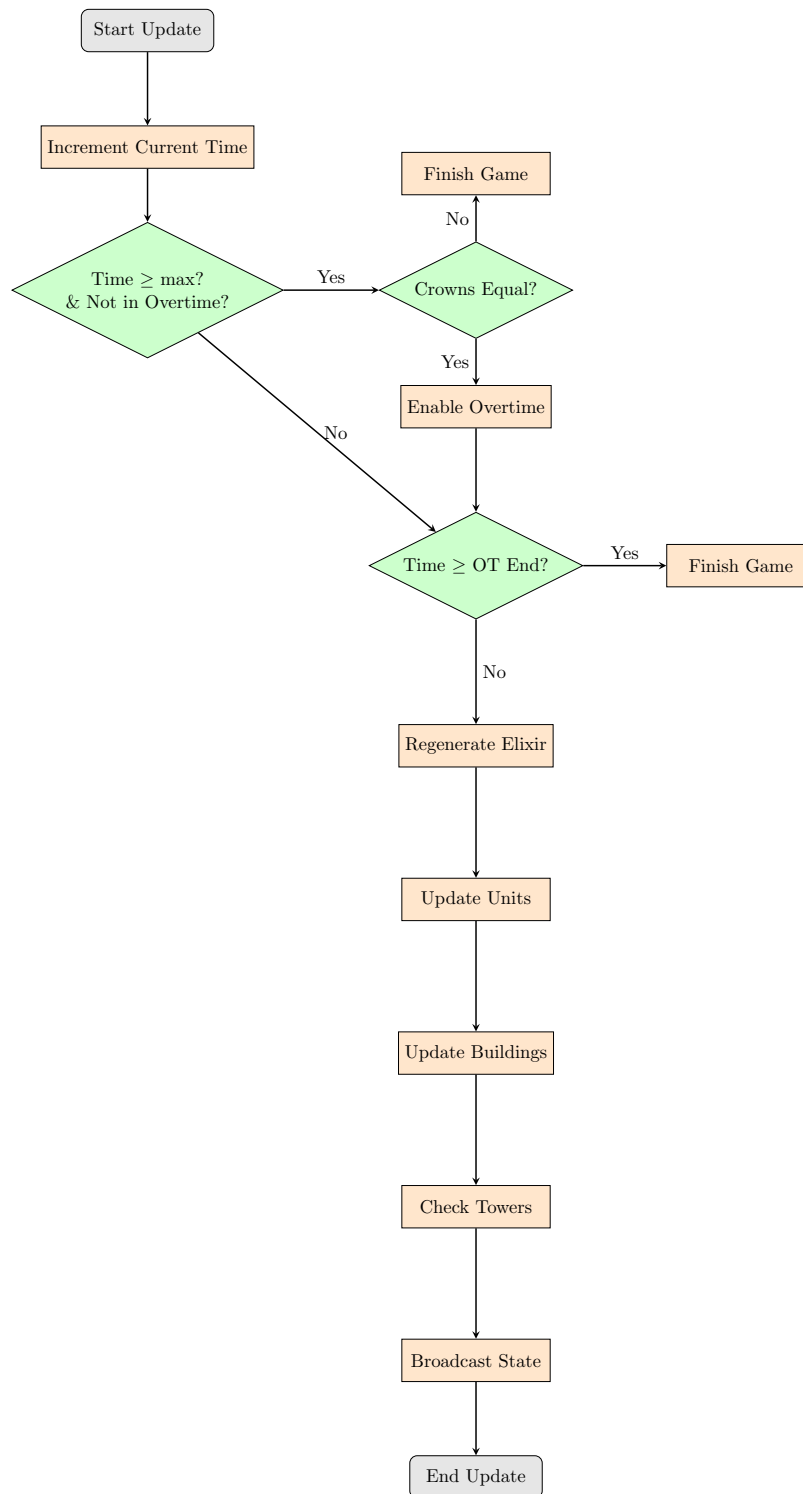 Start Update
Increment Current Time
Finish Game
No
Time ≥ max?
& Not in Overtime?
Yes
Crowns Equal?
Yes
Enable Overtime
No
Time ≥ OT End?
Yes
Finish Game
No
Regenerate Elixir
Update Units
Update Buildings
Check Towers
Broadcast State
End Update